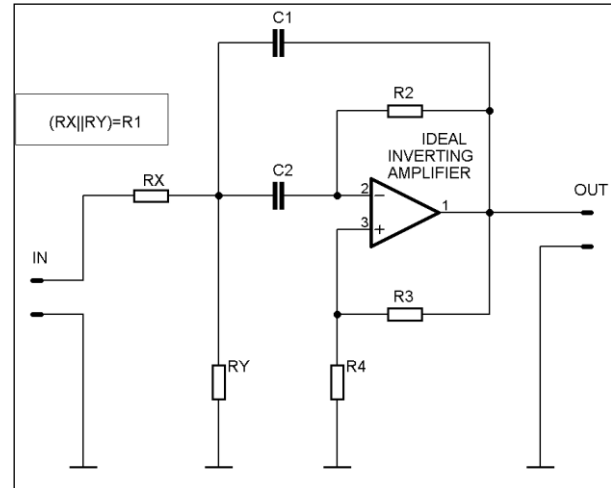 C1
(RX||RY)=R1
R2
IDEAL
INVERTING
AMPLIFIER
C2
RX
2
1
OUT
3
IN
R3
RY
R4